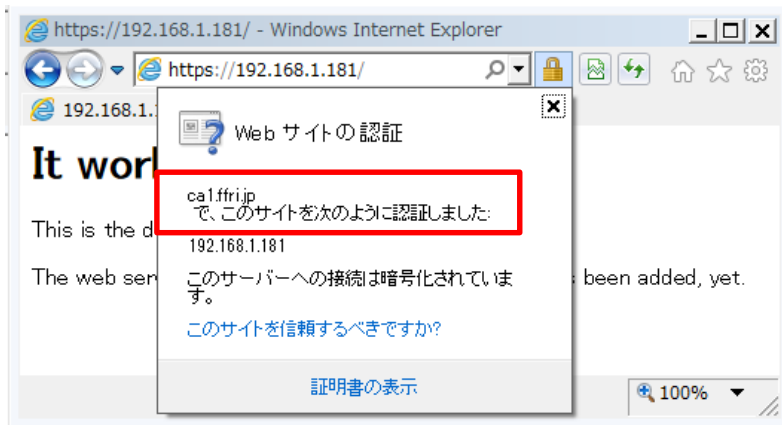 https://192.168.1.181/ - Windows Internet Explorer
https://192.168.1.181/
192.168.1.
Web サイトの認証
It worl
ca1.ffri.jp
で、このサイトを次のように認証しました:
This is the d
192.168.1.181
The web ser
このサーバーへの接続は暗号化されていま
す。
been added, yet.
このサイトを信頼するべきですか?
証明書の表示
100%